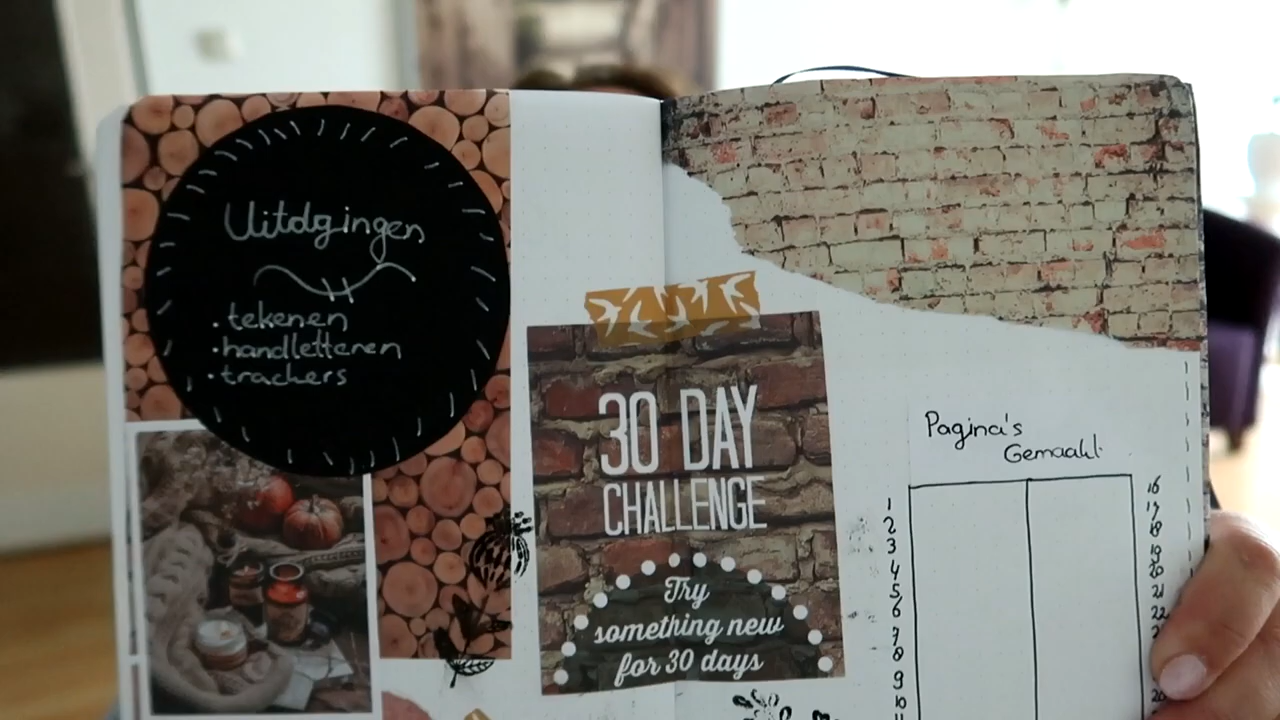 Uitdgingen
• tekenen
• handletteren
• trackers
30 DAY
CHALLENGE
Try
something new
for 30 days
Pagina's
Gemaakt:
1
2
3
4
5
6
7
8
9
10
16
17
18
19
20
21
22